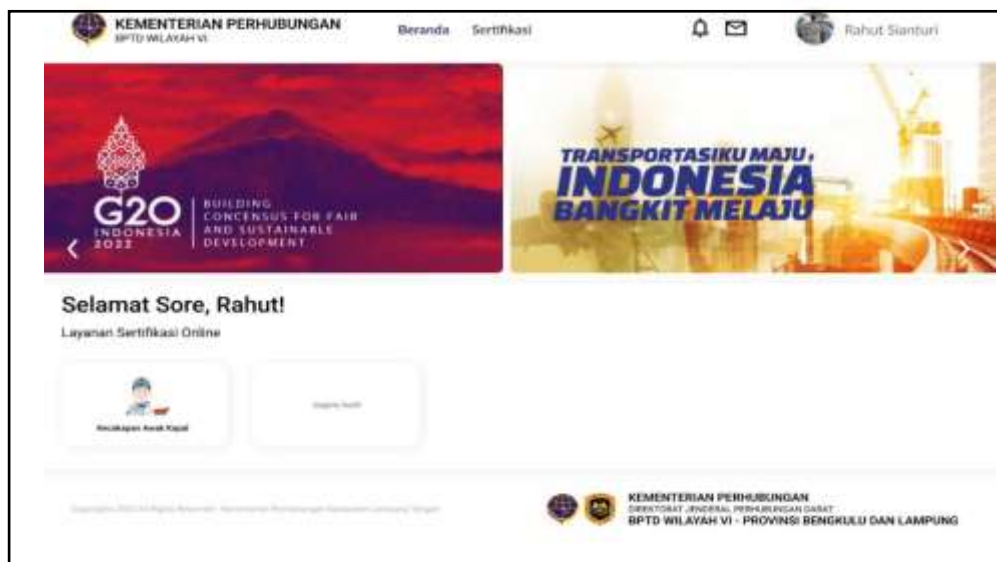 KEMENTERIAN PERHUBUNGAN
BPTD WILAYAH VI
Beranda Sertifikasi
Rahut Sianturi
G20
INDONESIA
2022
BUILDING
CONCENSUS FOR FAIR
AND SUSTAINABLE
DEVELOPMENT
TRANSPORTASIKU MAJU,
INDONESIA
BANGKIT MELAJU
Selamat Sore, Rahut!
Layanan Sertifikasi Online
Kecakapan Awak Kapal
KEMENTERIAN PERHUBUNGAN
DIREKTORAT JENDERAL PERHUBUNGAN DARAT
BPTD WILAYAH VI - PROVINSI BENGKULU DAN LAMPUNG